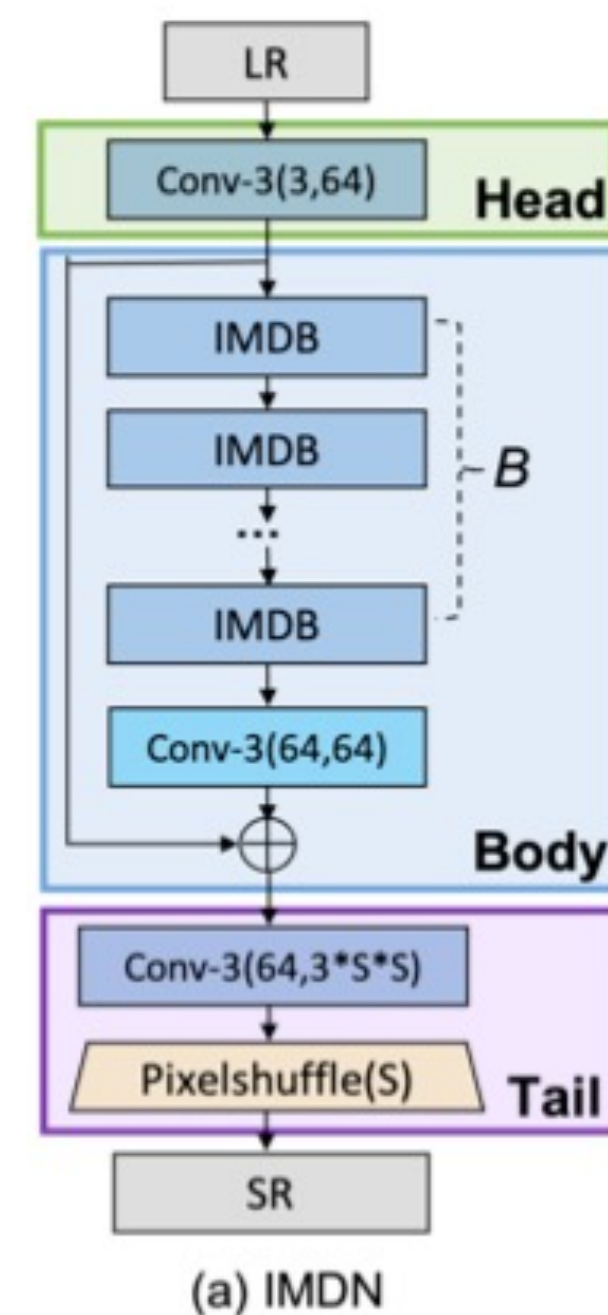 LR
Conv-3(3,64)
Head
IMDB
IMDB
B
...
IMDB
Conv-3(64,64)
Body
Conv-3(64,3*S*S)
Pixelshuffle(S)
Tail
SR
(a) IMDN